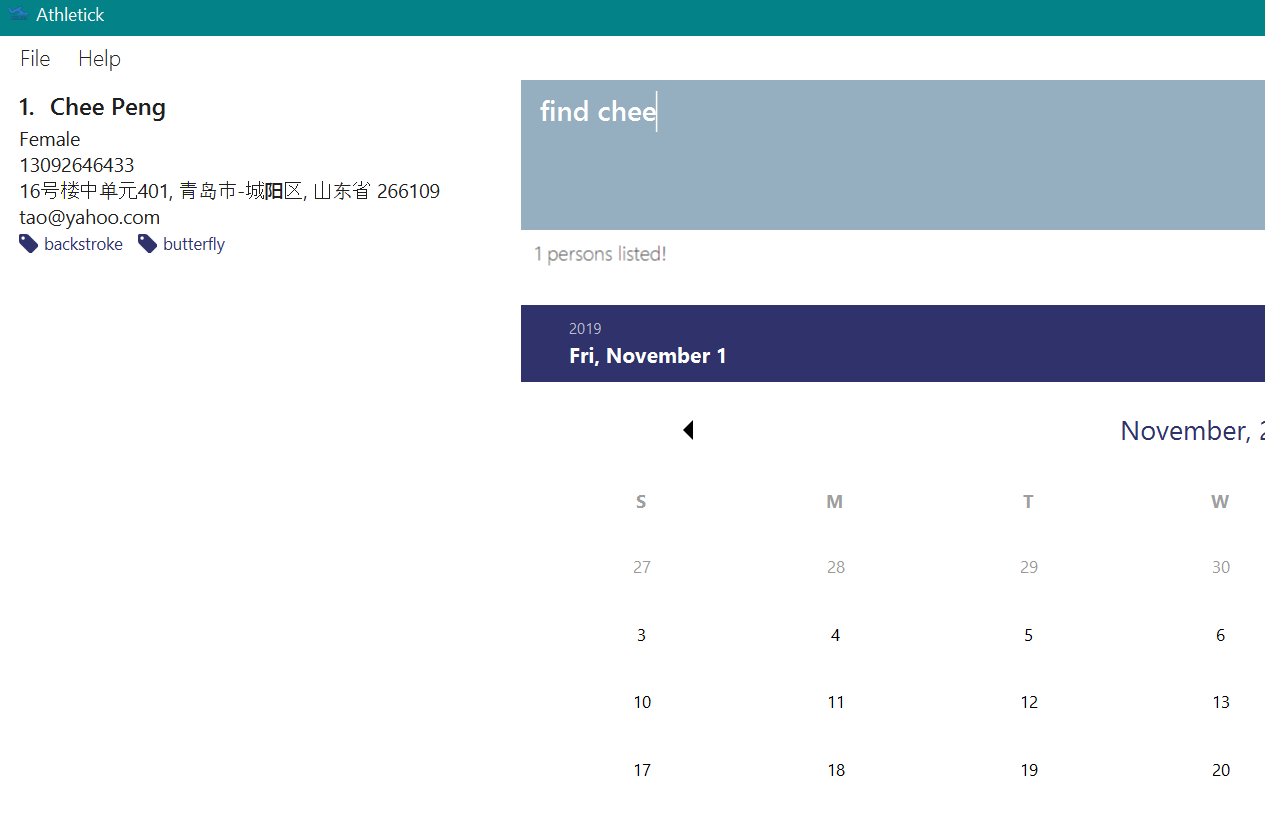 Athletick
File Help
1. Chee Peng
Female
13092646433
16号楼中单元401, 青岛市-城阳区, 山东省 266109
tao@yahoo.com
backstroke butterfly
find chee
1 persons listed!
2019
Fri, November 1
November,
S M T W
27 28 29 30
3 4 5 6
10 11 12 13
17 18 19 20